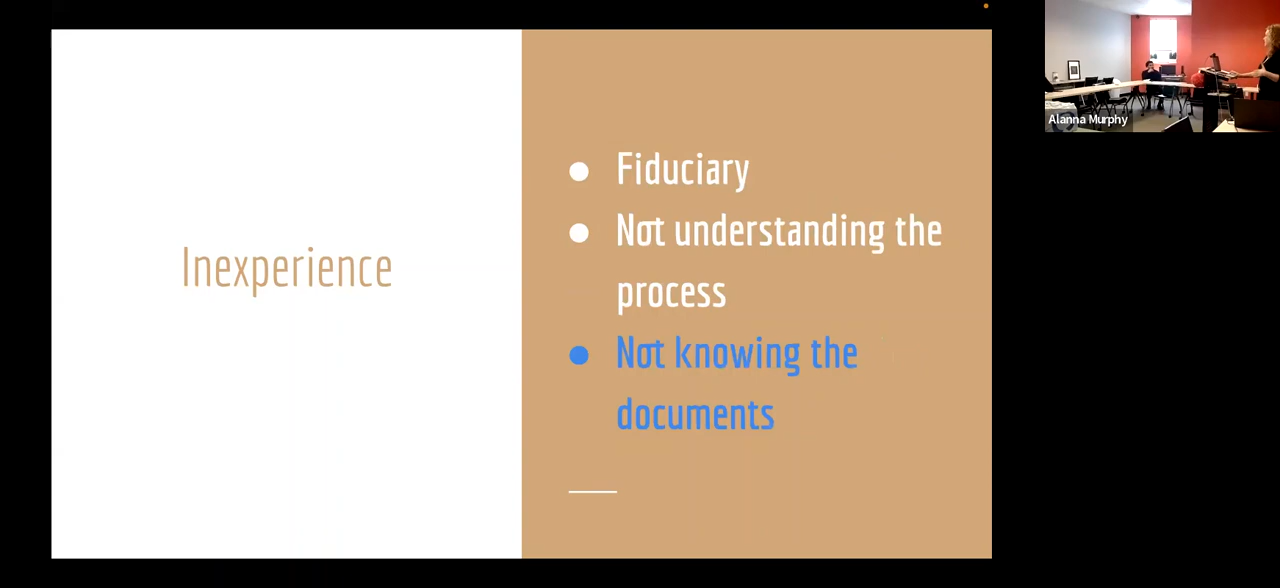 Inexperience
Fiduciary
Not understanding the
process
Not knowing the
documents
Alanna Murphy